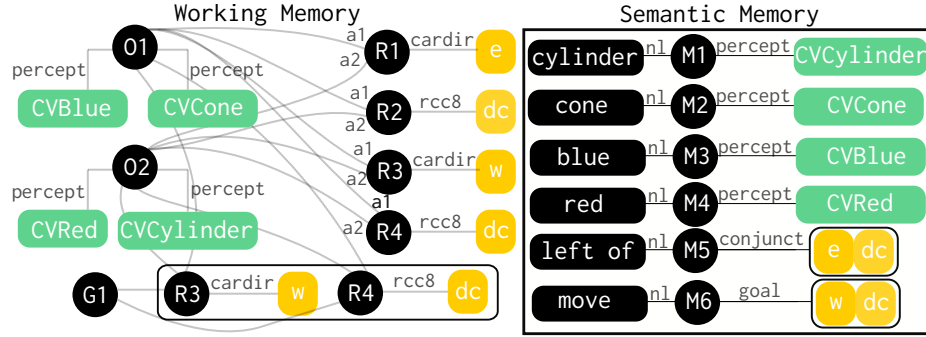 Working Memory
O1
percept
percept
CVBlue
CVCone
O2
percept
percept
CVRed
CVCylinder
a1
a2
R1
cardir
e
a1
a2
R2
rcc8
dc
a1
a2
R3
cardir
w
a1
a2
R4
rcc8
dc
G1
R3
cardir
w
R4
rcc8
dc
Semantic Memory
cylinder nl M1 percept CVCylinder
cone nl M2 percept CVCone
blue nl M3 percept CVBlue
red nl M4 percept CVRed
left of nl M5 conjunct e dc
move nl M6 goal w dc